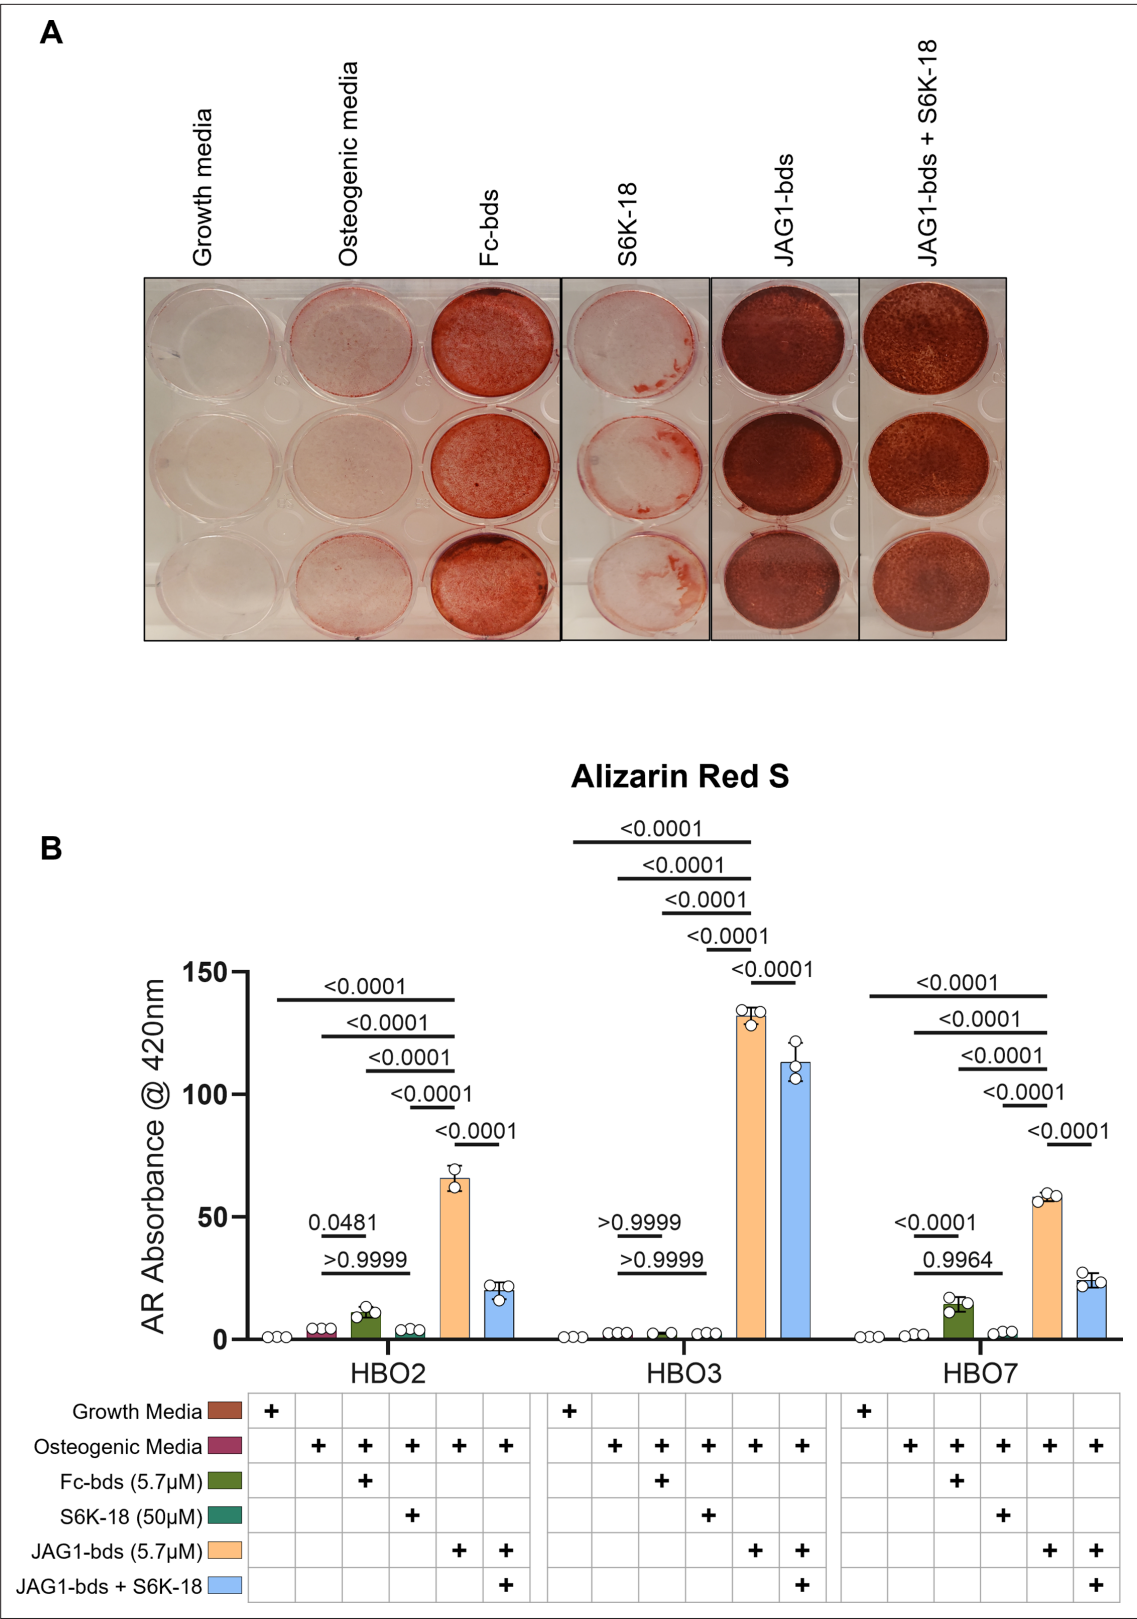 A
Growth media
Osteogenic media
Fc-bds
S6K-18
JAG1-bds
JAG1-bds + S6K-18
Alizarin Red S
B
AR Absorbance @ 420nm
150
100
50
0
<0.0001
<0.0001
<0.0001
<0.0001
<0.0001
0.0481
>0.9999
<0.0001
<0.0001
<0.0001
<0.0001
<0.0001
>0.9999
>0.9999
<0.0001
<0.0001
<0.0001
<0.0001
<0.0001
<0.0001
0.9964
HBO2 HBO3 HBO7
Growth Media + + +
Osteogenic Media + + + + + + + + + + + + + + +
Fc-bds (5.7µM) + + +
S6K-18 (50µM) + + +
JAG1-bds (5.7µM) + + + + + +
JAG1-bds + S6K-18 + + +